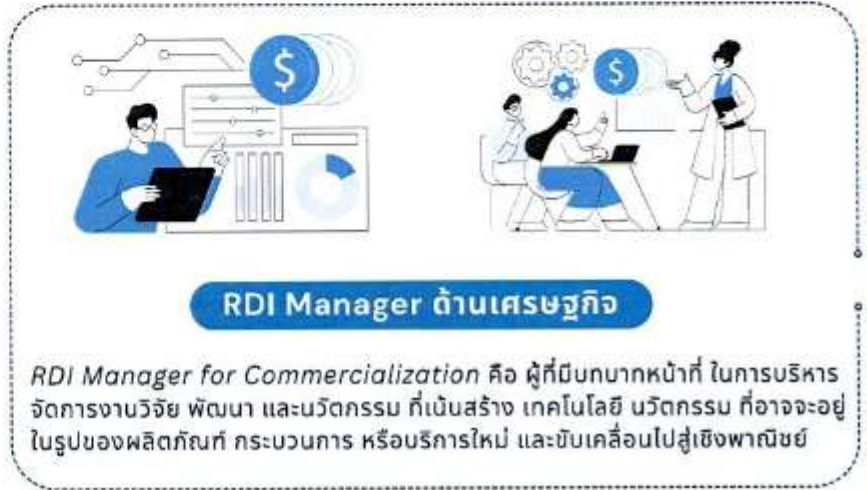 $
$
RDI Manager ด้านเศรษฐกิจ
RDI Manager for Commercialization คือ ผู้ที่มีบทบาทหน้าที่ ในการบริหาร
จัดการงานวิจัย พัฒนา และนวัตกรรม ที่เน้นสร้าง เทคโนโลยี นวัตกรรม ที่อาจจะอยู่
ในรูปของผลิตภัณฑ์ กระบวนการ หรือบริการใหม่ และขับเคลื่อนไปสู่เชิงพาณิชย์